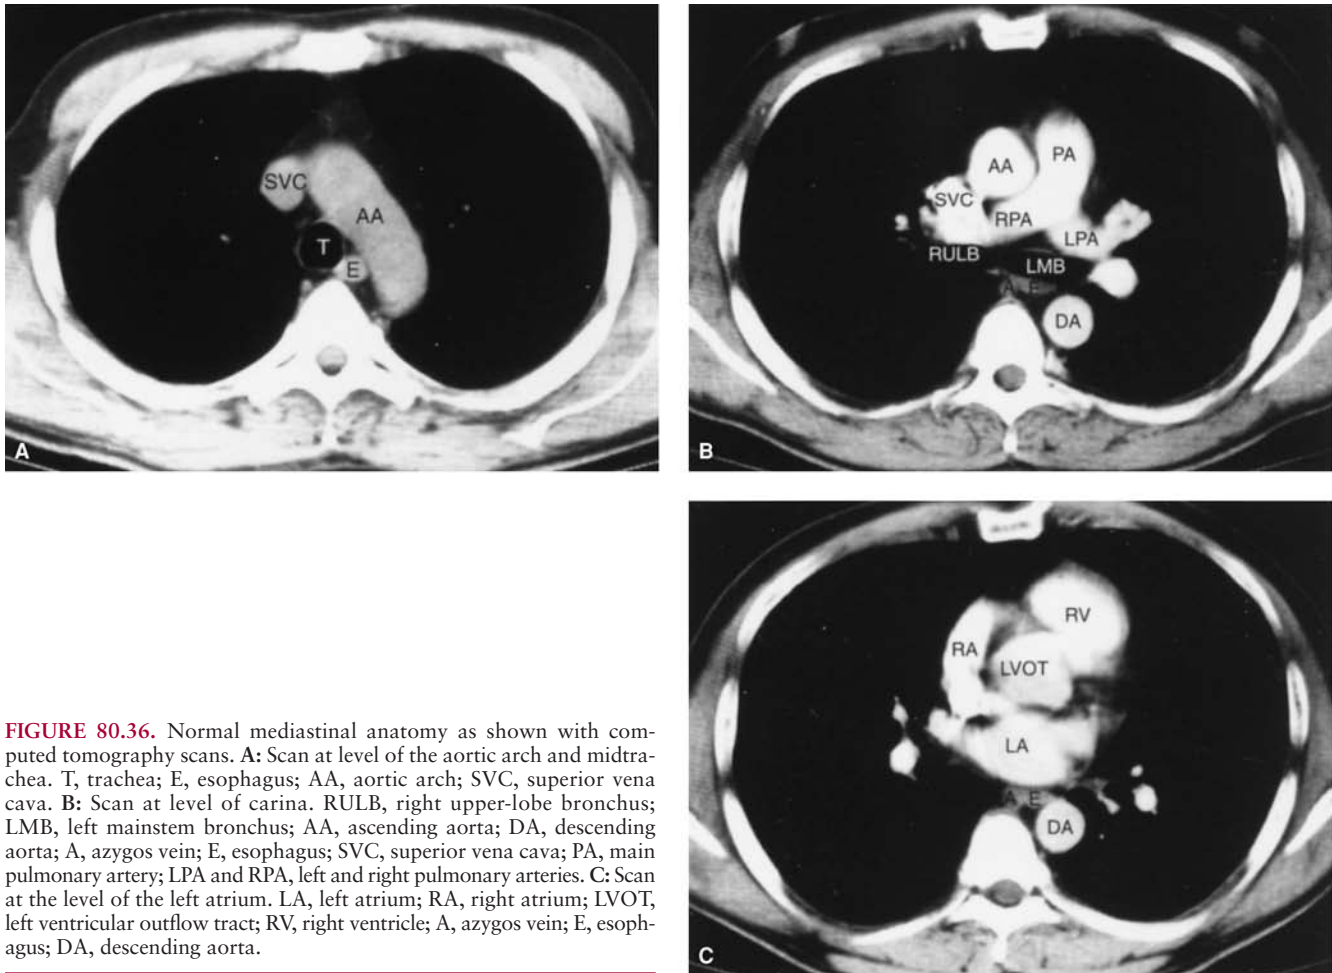 SVC
AA
T
E
A
AA
PA
SVC
RPA
LPA
RULB
LMB
A E
DA
B
RV
RA
LVOT
LA
A E
DA
C
FIGURE 80.36. Normal mediastinal anatomy as shown with com-
puted tomography scans. A: Scan at level of the aortic arch and midtra-
chea. T, trachea; E, esophagus; AA, aortic arch; SVC, superior vena
cava. B: Scan at level of carina. RULB, right upper-lobe bronchus;
LMB, left mainstem bronchus; AA, ascending aorta; DA, descending
aorta; A, azygos vein; E, esophagus; SVC, superior vena cava; PA, main
pulmonary artery; LPA and RPA, left and right pulmonary arteries. C: Scan
at the level of the left atrium. LA, left atrium; RA, right atrium; LVOT,
left ventricular outflow tract; RV, right ventricle; A, azygos vein; E, esoph-
agus; DA, descending aorta.